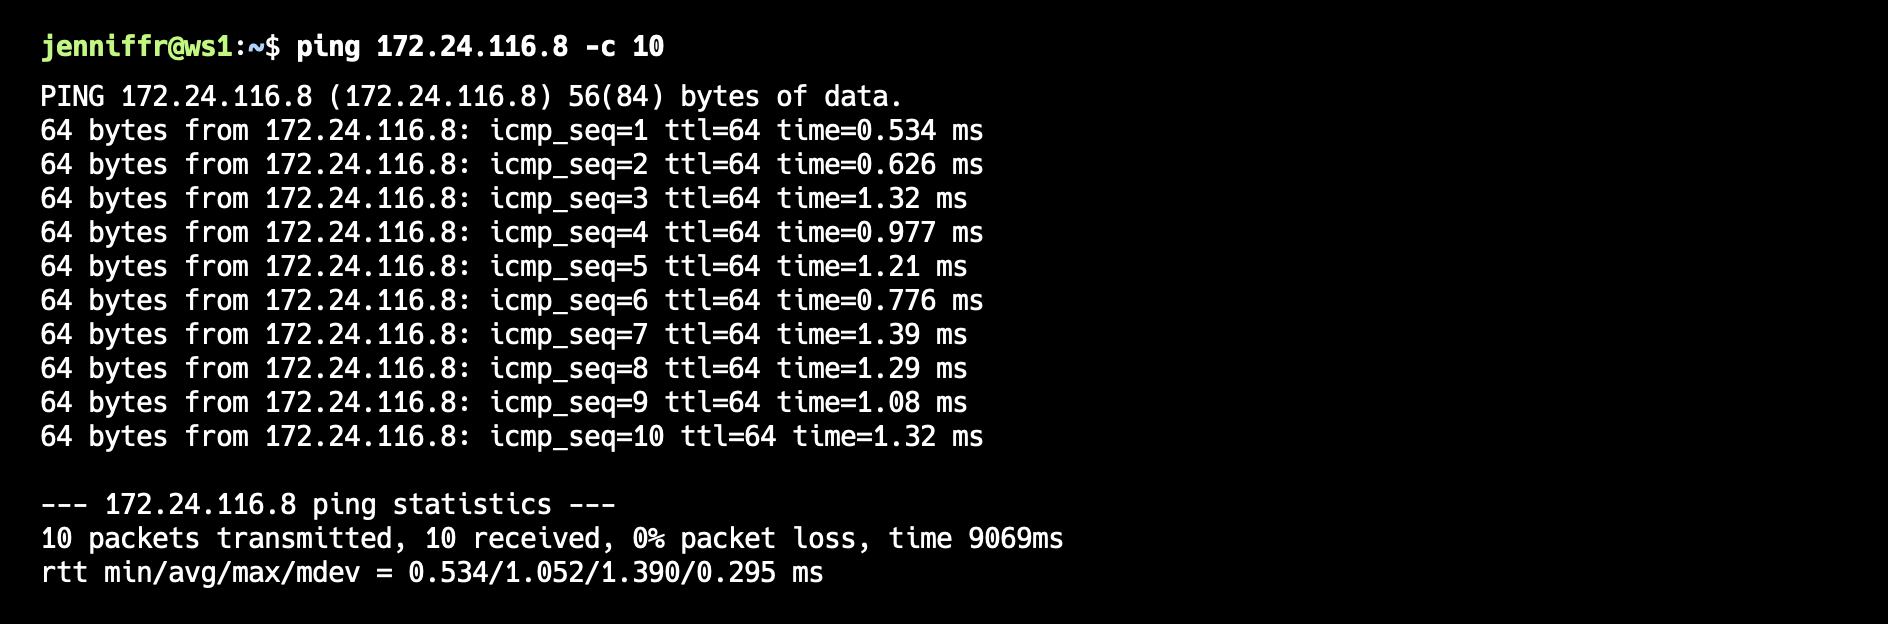 jenniffr@ws1:~$ ping 172.24.116.8 -c 10
PING 172.24.116.8 (172.24.116.8) 56(84) bytes of data.
64 bytes from 172.24.116.8: icmp_seq=1 ttl=64 time=0.534 ms
64 bytes from 172.24.116.8: icmp_seq=2 ttl=64 time=0.626 ms
64 bytes from 172.24.116.8: icmp_seq=3 ttl=64 time=1.32 ms
64 bytes from 172.24.116.8: icmp_seq=4 ttl=64 time=0.977 ms
64 bytes from 172.24.116.8: icmp_seq=5 ttl=64 time=1.21 ms
64 bytes from 172.24.116.8: icmp_seq=6 ttl=64 time=0.776 ms
64 bytes from 172.24.116.8: icmp_seq=7 ttl=64 time=1.39 ms
64 bytes from 172.24.116.8: icmp_seq=8 ttl=64 time=1.29 ms
64 bytes from 172.24.116.8: icmp_seq=9 ttl=64 time=1.08 ms
64 bytes from 172.24.116.8: icmp_seq=10 ttl=64 time=1.32 ms
--- 172.24.116.8 ping statistics ---
10 packets transmitted, 10 received, 0% packet loss, time 9069ms
rtt min/avg/max/mdev = 0.534/1.052/1.390/0.295 ms